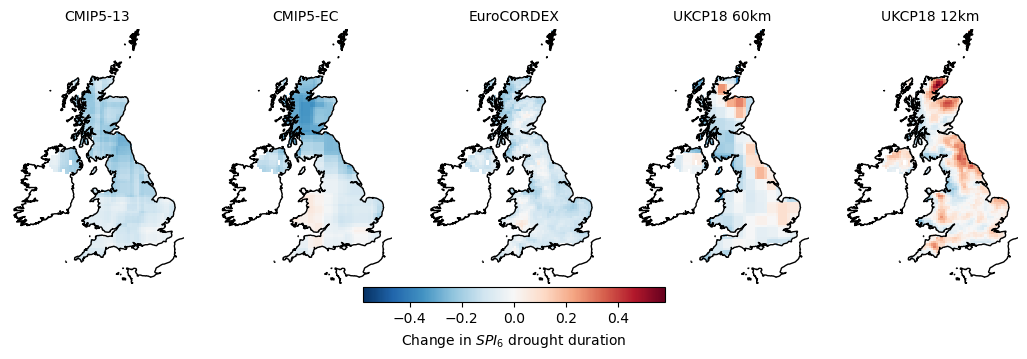 CMIP5-13 CMIP5-EC EuroCORDEX UKCP18 60km UKCP18 12km
−0.4 −0.2 0.0 0.2 0.4
Change in SPI₆ drought duration